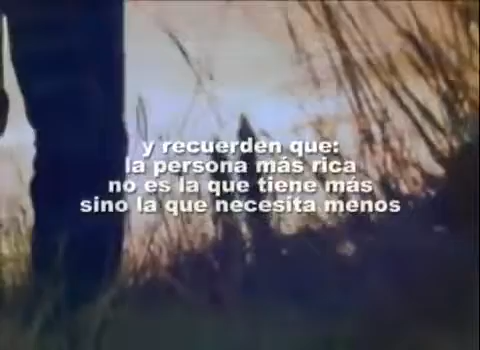 y recuerden que:
la persona más rica
no es la que tiene más
sino la que necesita menos